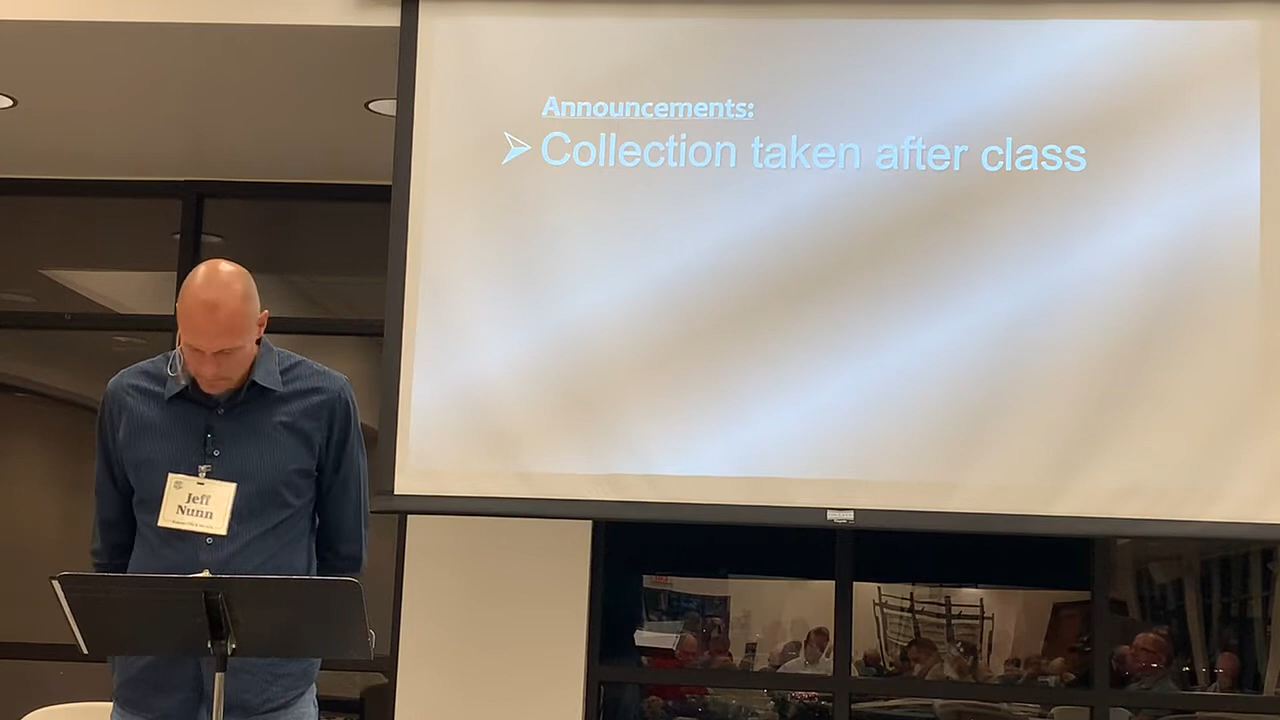 Announcements:
Collection taken after class
Jeff
Nunn